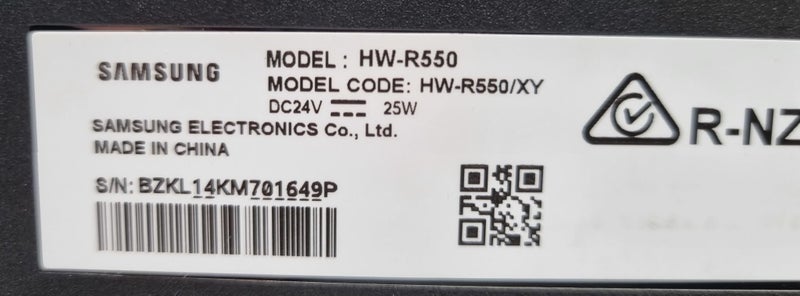 SAMSUNG
MODEL : HW-R550
MODEL CODE: HW-R550/XY
DC24V ⎓ 25W
SAMSUNG ELECTRONICS Co., Ltd.
MADE IN CHINA
S/N: BZKL14KM701649P
R-NZ